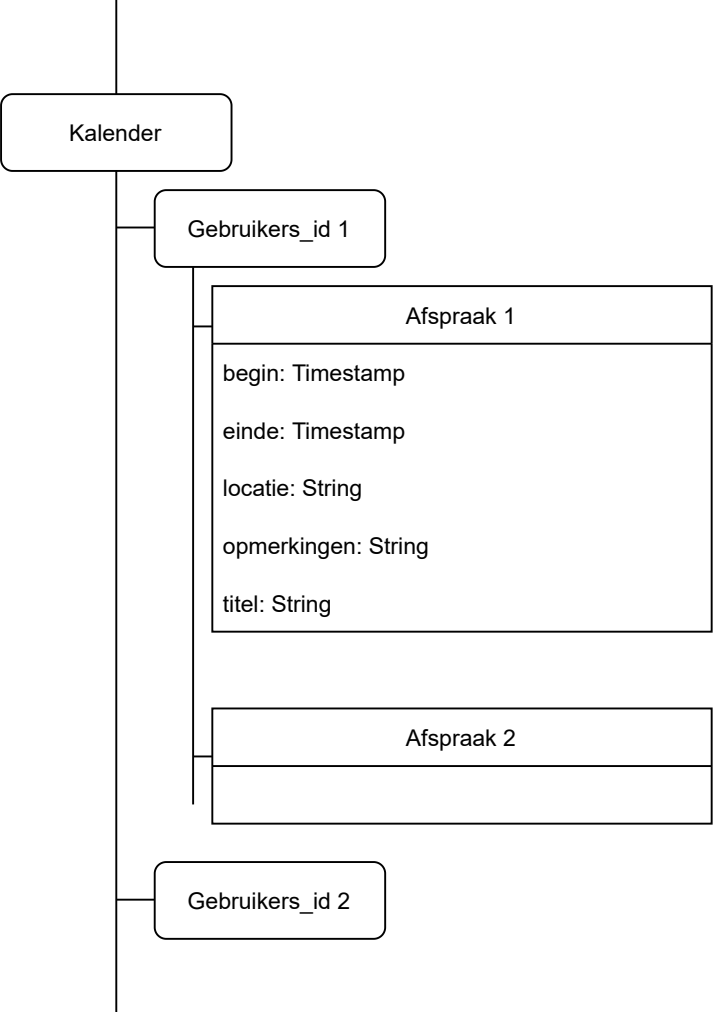 Kalender
Gebruikers_id 1
Afspraak 1
begin: Timestamp
einde: Timestamp
locatie: String
opmerkingen: String
titel: String
Afspraak 2
Gebruikers_id 2